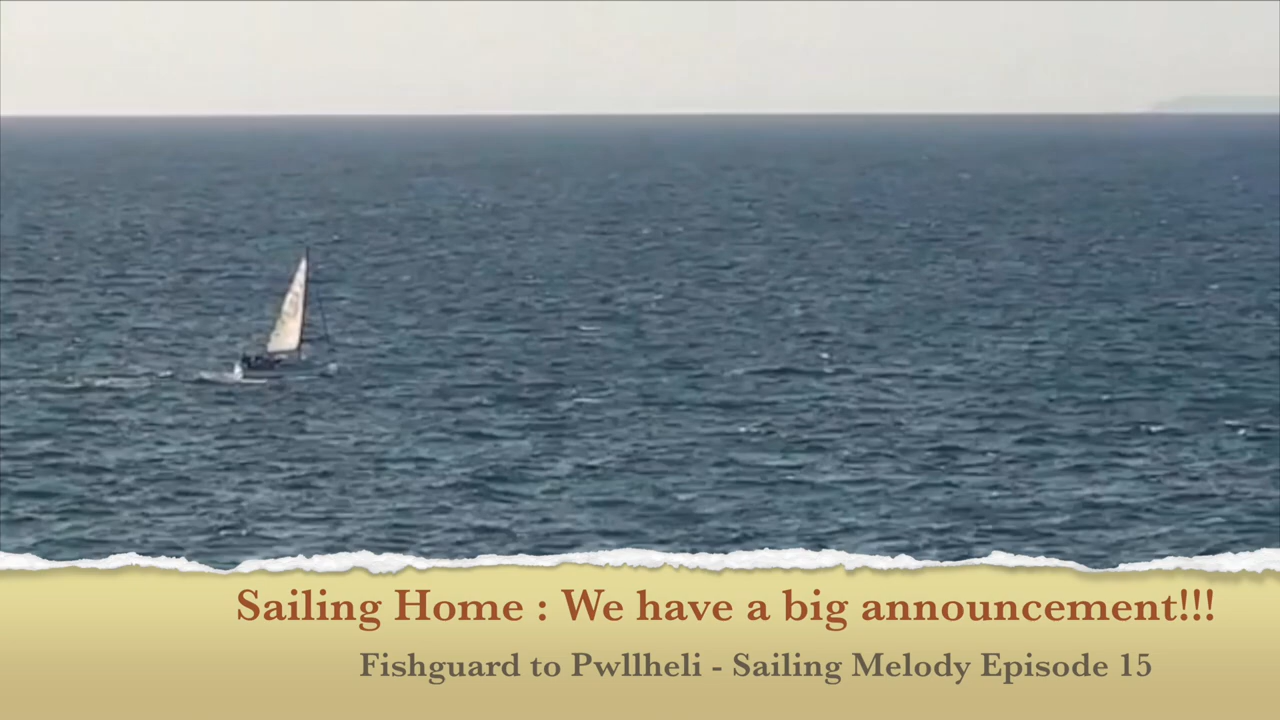 Sailing Home : We have a big announcement!!!
Fishguard to Pwllheli - Sailing Melody Episode 15